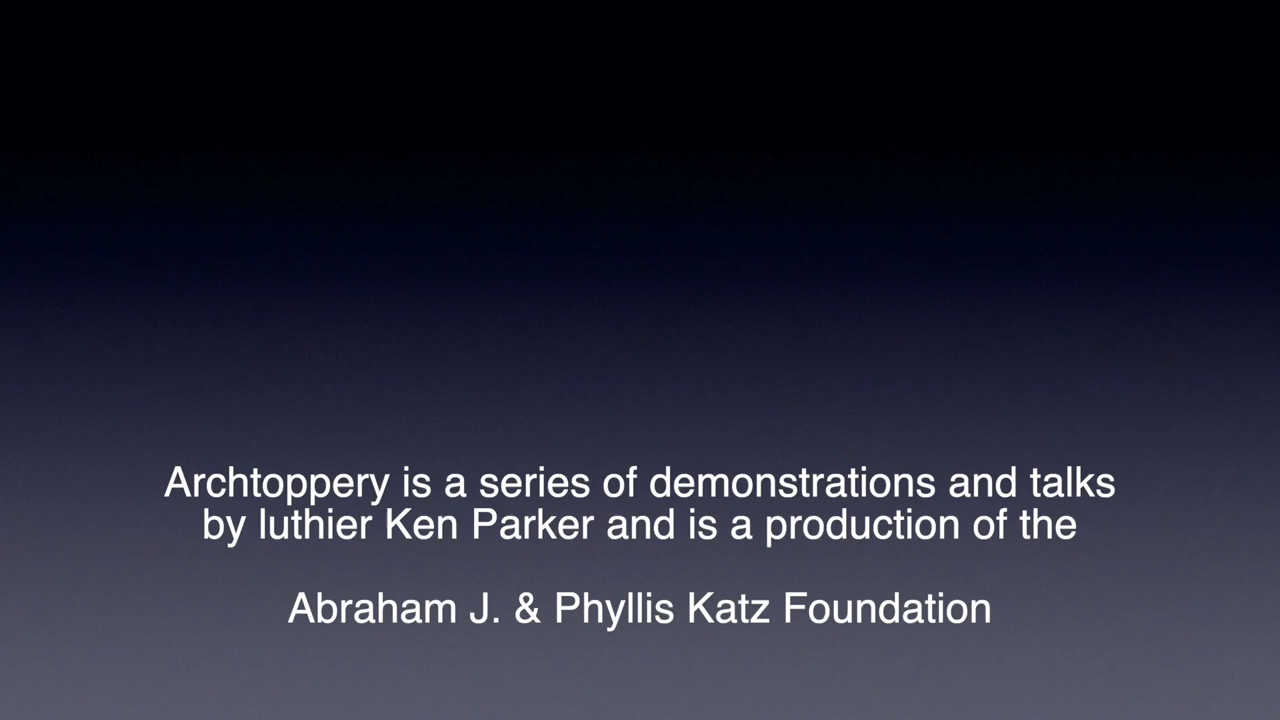 Archtoppery is a series of demonstrations and talks
by luthier Ken Parker and is a production of the
Abraham J. & Phyllis Katz Foundation